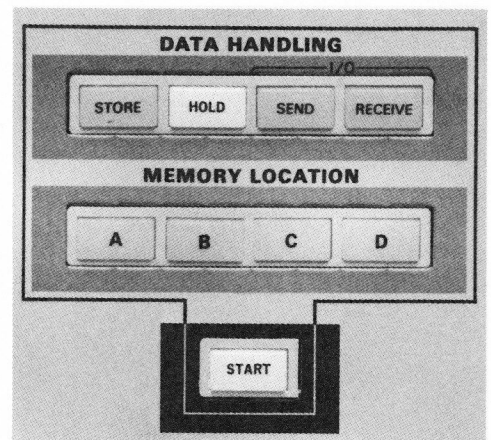 DATA HANDLING
I/O
STORE HOLD SEND RECEIVE
MEMORY LOCATION
A B C D
START